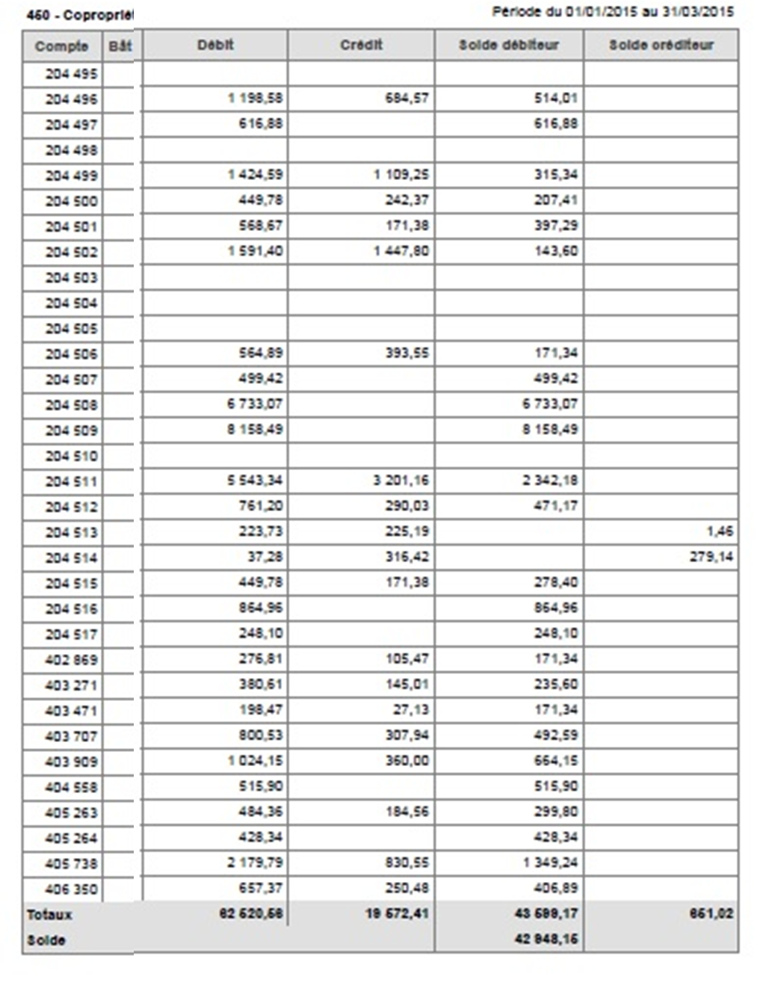 450 - Copropriét
Période du 01/01/2015 au 31/03/2015
Compte Bât Débit Crédit Solde débiteur Solde créditeur
204 495
204 496 1 198,58 684,57 514,01
204 497 616,88 616,88
204 498
204 499 1 424,59 1 109,25 315,34
204 500 449,78 242,37 207,41
204 501 568,67 171,38 397,29
204 502 1 591,40 1 447,80 143,60
204 503
204 504
204 505
204 506 564,89 393,55 171,34
204 507 499,42 499,42
204 508 6 733,07 6 733,07
204 509 8 158,49 8 158,49
204 510
204 511 5 543,34 3 201,16 2 342,18
204 512 761,20 290,03 471,17
204 513 223,73 225,19 1,46
204 514 37,28 316,42 279,14
204 515 449,78 171,38 278,40
204 516 864,96 864,96
204 517 248,10 248,10
402 869 276,81 105,47 171,34
403 271 380,61 145,01 235,60
403 471 198,47 27,13 171,34
403 707 800,53 307,94 492,59
403 909 1 024,15 360,00 664,15
404 558 515,90 515,90
405 263 484,36 184,56 299,80
405 264 428,34 428,34
405 738 2 179,79 830,55 1 349,24
406 350 657,37 250,48 406,89
Totaux 62 520,56 19 572,41 43 599,17 651,02
Solde 42 948,15